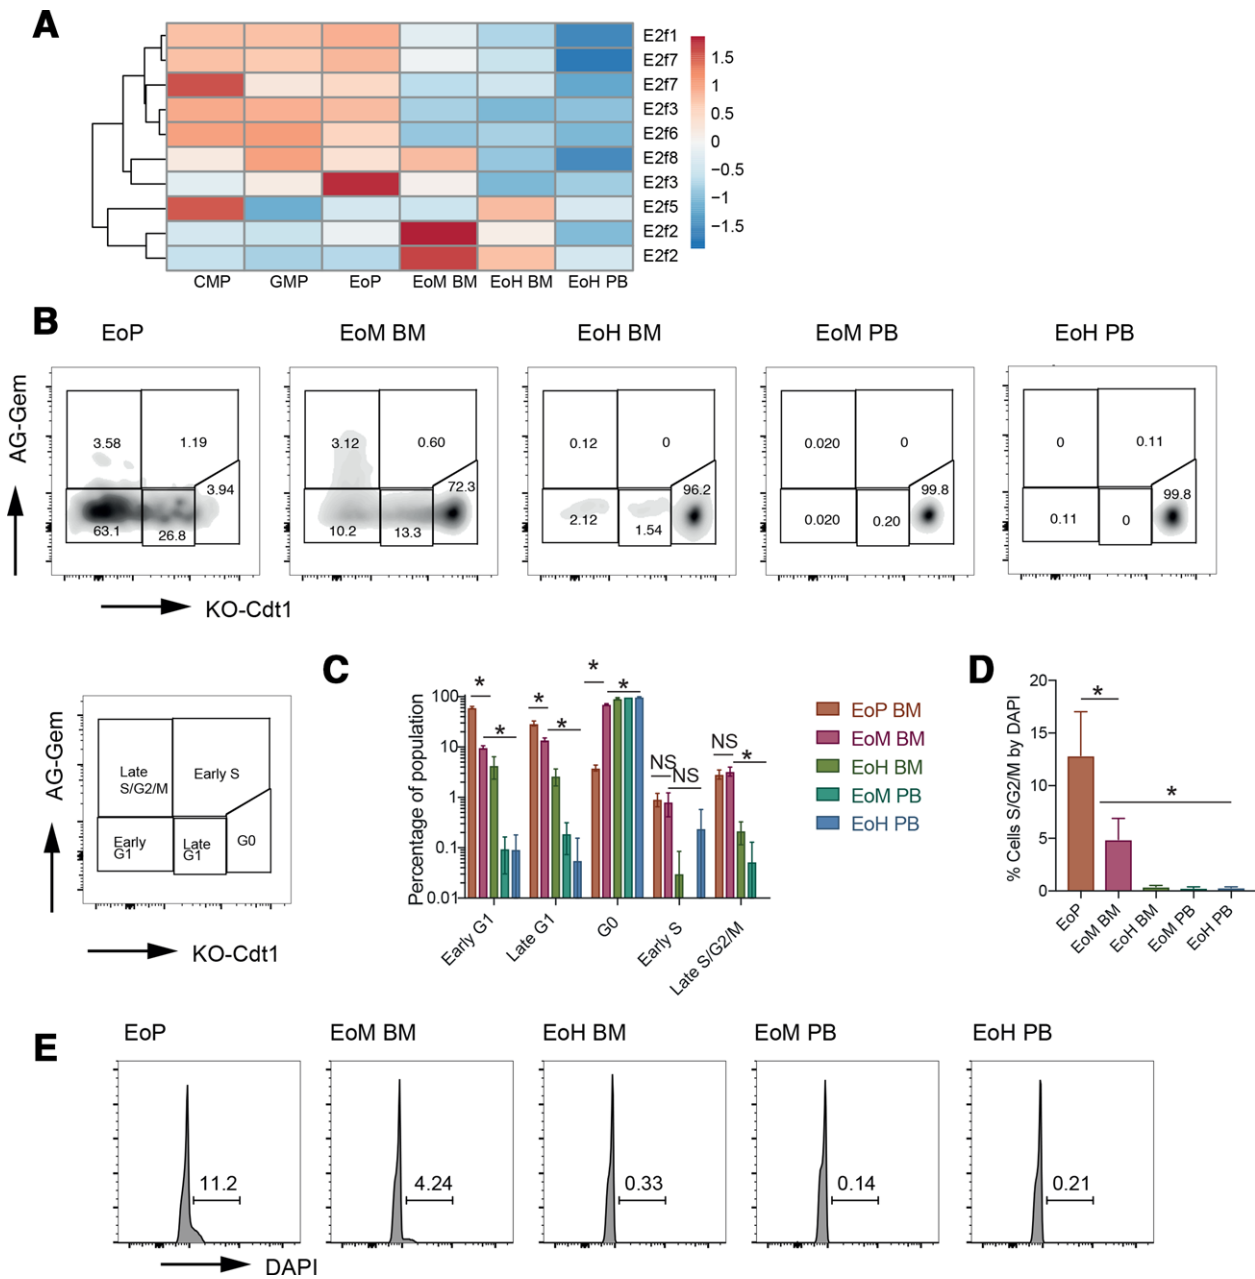 A
E2f1
E2f7
E2f7
E2f3
E2f6
E2f8
E2f3
E2f5
E2f2
E2f2
1.5
1
0.5
0
−0.5
−1
−1.5
CMP GMP EoP EoM BM EoH BM EoH PB
B
EoP EoM BM EoH BM EoM PB EoH PB
AG-Gem
3.58 1.19 3.94 63.1 26.8
3.12 0.60 72.3 10.2 13.3
0.12 0 96.2 2.12 1.54
0.020 0 99.8 0.020 0.20
0 0.11 99.8 0.11 0
KO-Cdt1
AG-Gem
Late
S/G2/M
Early S
Early
G1
Late
G1
G0
KO-Cdt1
C
Percentage of population
100
10
1
0.1
0.01
* * * * * * NS NS NS *
Early G1 Late G1 G0 Early S Late S/G2/M
EoP BM
EoM BM
EoH BM
EoM PB
EoH PB
D
% Cells S/G2/M by DAPI
20
15
10
5
0
*
*
EoP EoM BM EoH BM EoM PB EoH PB
E
EoP EoM BM EoH BM EoM PB EoH PB
11.2 4.24 0.33 0.14 0.21
DAPI